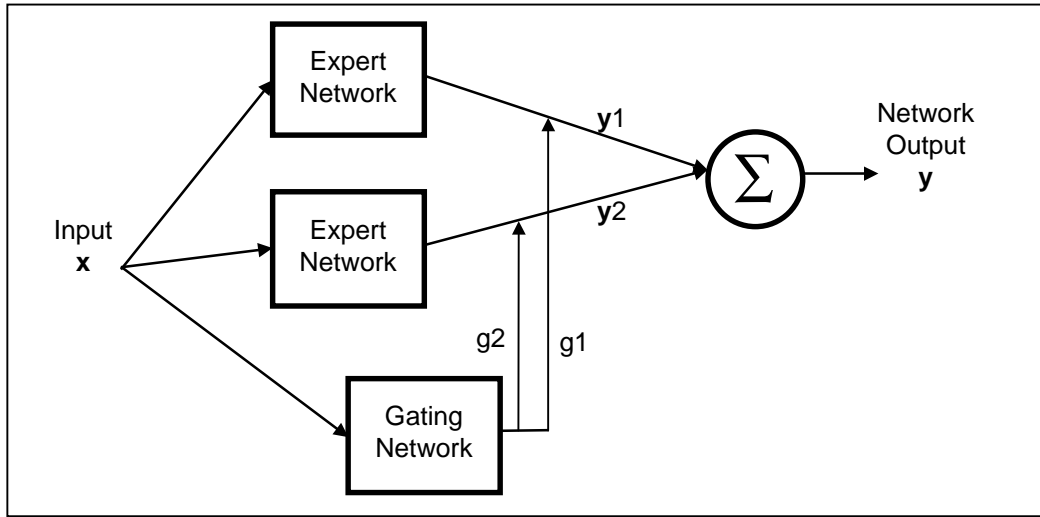 Expert
Network
y1
Network
Output
y
Σ
Expert
Network
y2
Input
x
g2
g1
Gating
Network